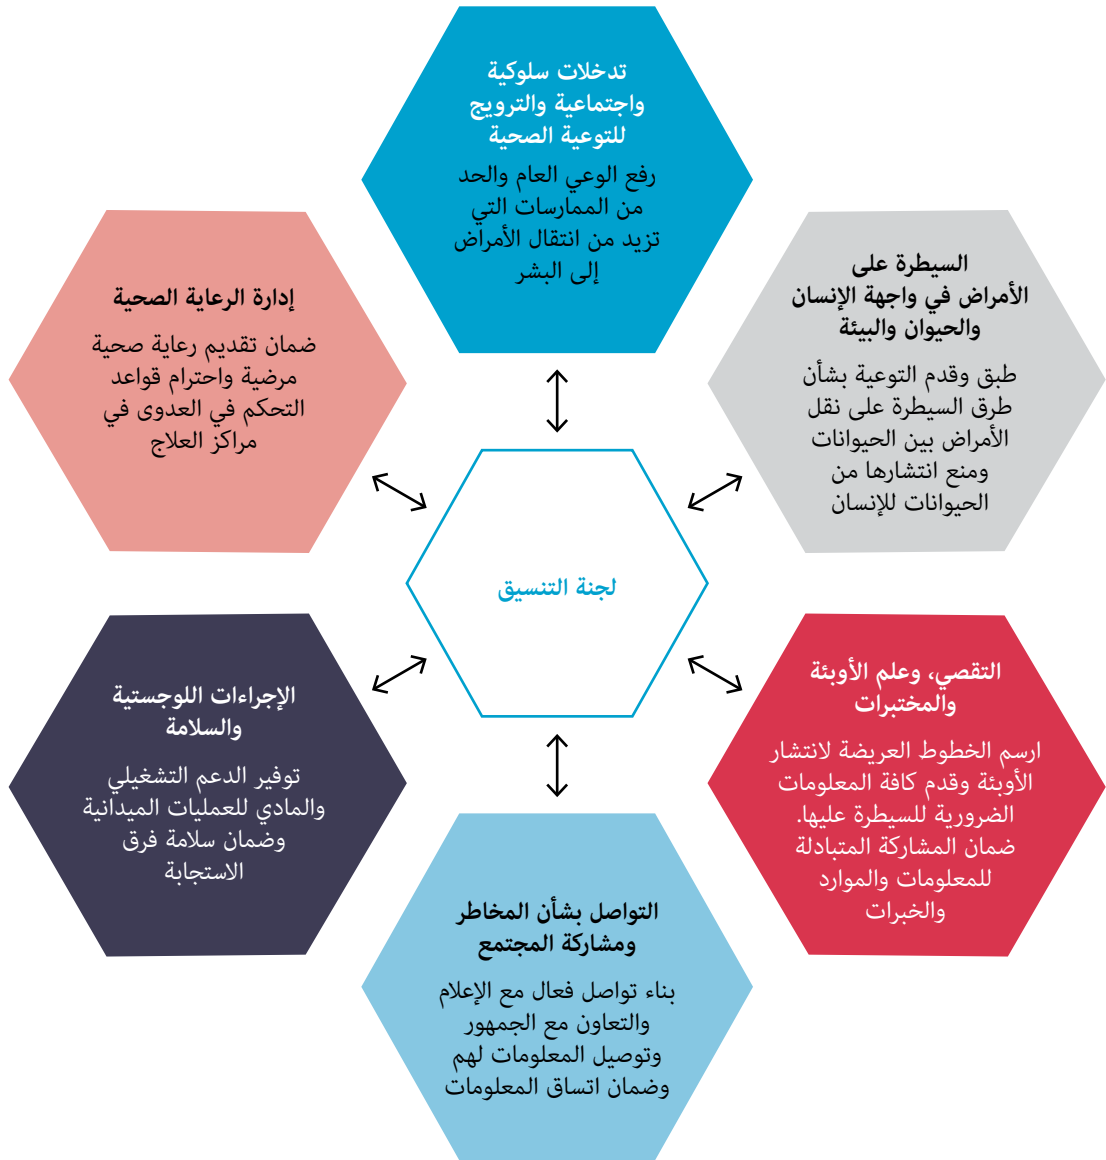 تدخلات سلوكية
واجتماعية والترويج
للتوعية الصحية
رفع الوعي العام والحد
من الممارسات التي
تزيد من انتقال الأمراض
إلى البشر
السيطرة على
الأمراض في واجهة الإنسان
والحيوان والبيئة
طبق وقدم التوعية بشأن
طرق السيطرة على نقل
الأمراض بين الحيوانات
ومنع انتشارها من
الحيوانات للإنسان
إدارة الرعاية الصحية
ضمان تقديم رعاية صحية
مرضية واحترام قواعد
التحكم في العدوى في
مراكز العلاج
لجنة التنسيق
التقصي، وعلم الأوبئة
والمختبرات
ارسم الخطوط العريضة لانتشار
الأوبئة وقدم كافة المعلومات
الضرورية للسيطرة عليها.
ضمان المشاركة المتبادلة
للمعلومات والموارد
والخبرات
الإجراءات اللوجستية
والسلامة
توفير الدعم التشغيلي
والمادي للعمليات الميدانية
وضمان سلامة فرق
الاستجابة
التواصل بشأن المخاطر
ومشاركة المجتمع
بناء تواصل فعال مع الإعلام
والتعاون مع الجمهور
وتوصيل المعلومات لهم
وضمان اتساق المعلومات